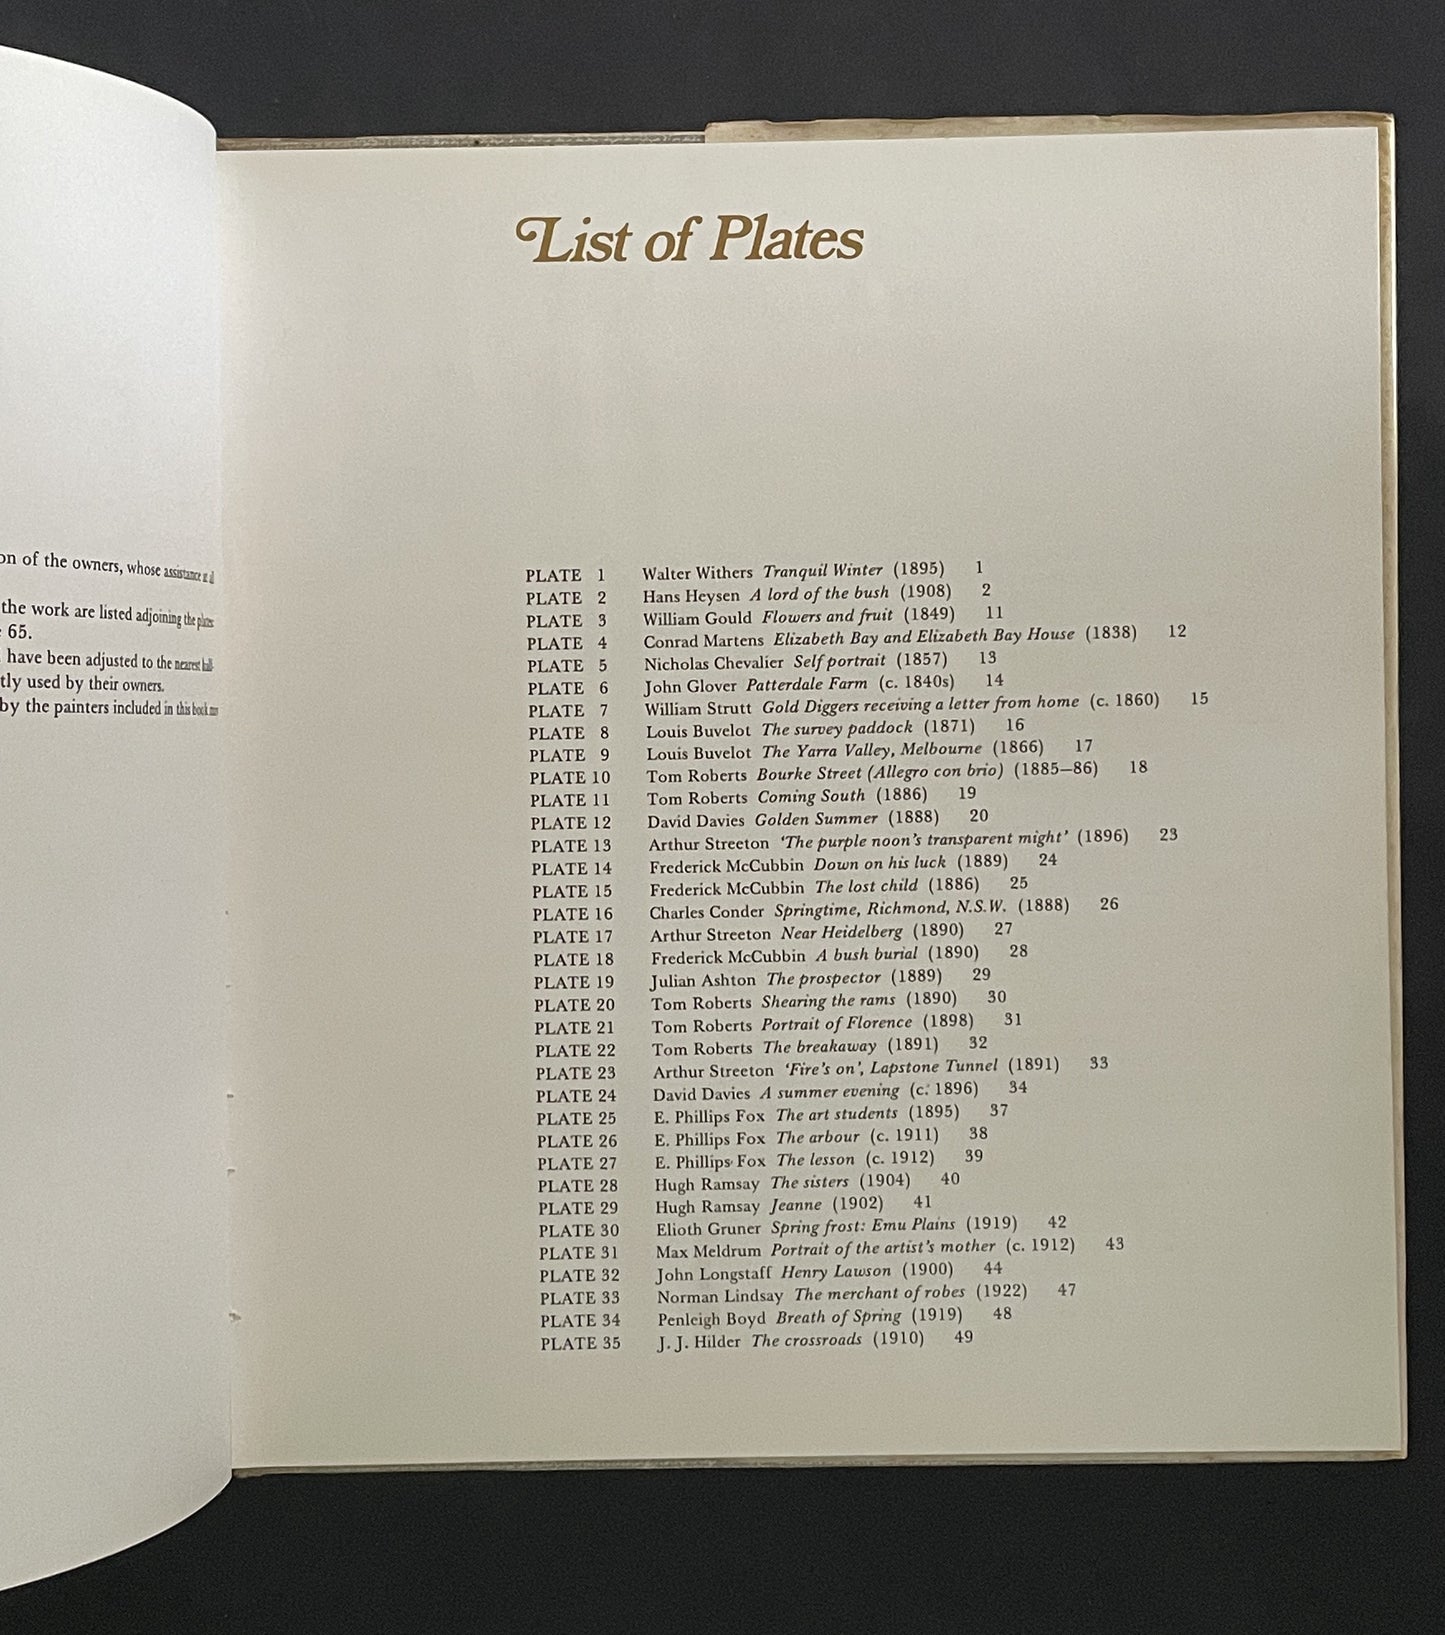 on of the owners, whose assistance
the work are listed adjoining the plates
65.
have been adjusted to the nearest half-
tly used by their owners.
by the painters included in this book
List of Plates
PLATE 1 Walter Withers Tranquil Winter (1895) 1
PLATE 2 Hans Heysen A lord of the bush (1908) 2
PLATE 3 William Gould Flowers and fruit (1849) 11
PLATE 4 Conrad Martens Elizabeth Bay and Elizabeth Bay House (1838) 12
PLATE 5 Nicholas Chevalier Self portrait (1857) 13
PLATE 6 John Glover Patterdale Farm (c. 1840s) 14
PLATE 7 William Strutt Gold Diggers receiving a letter from home (c. 1860) 15
PLATE 8 Louis Buvelot The survey paddock (1871) 16
PLATE 9 Louis Buvelot The Yarra Valley, Melbourne (1866) 17
PLATE 10 Tom Roberts Bourke Street (Allegro con brio) (1885–86) 18
PLATE 11 Tom Roberts Coming South (1886) 19
PLATE 12 David Davies Golden Summer (1888) 20
PLATE 13 Arthur Streeton ‘The purple noon’s transparent might’ (1896) 23
PLATE 14 Frederick McCubbin Down on his luck (1889) 24
PLATE 15 Frederick McCubbin The lost child (1886) 25
PLATE 16 Charles Conder Springtime, Richmond, N.S.W. (1888) 26
PLATE 17 Arthur Streeton Near Heidelberg (1890) 27
PLATE 18 Frederick McCubbin A bush burial (1890) 28
PLATE 19 Julian Ashton The prospector (1889) 29
PLATE 20 Tom Roberts Shearing the rams (1890) 30
PLATE 21 Tom Roberts Portrait of Florence (1898) 31
PLATE 22 Tom Roberts The breakaway (1891) 32
PLATE 23 Arthur Streeton ‘Fire’s on’, Lapstone Tunnel (1891) 33
PLATE 24 David Davies A summer evening (c. 1896) 34
PLATE 25 E. Phillips Fox The art students (1895) 37
PLATE 26 E. Phillips Fox The arbour (c. 1911) 38
PLATE 27 E. Phillips Fox The lesson (c. 1912) 39
PLATE 28 Hugh Ramsay The sisters (1904) 40
PLATE 29 Hugh Ramsay Jeanne (1902) 41
PLATE 30 Elioth Gruner Spring frost: Emu Plains (1919) 42
PLATE 31 Max Meldrum Portrait of the artist’s mother (c. 1912) 43
PLATE 32 John Longstaff Henry Lawson (1900) 44
PLATE 33 Norman Lindsay The merchant of robes (1922) 47
PLATE 34 Penleigh Boyd Breath of Spring (1919) 48
PLATE 35 J. J. Hilder The crossroads (1910) 49